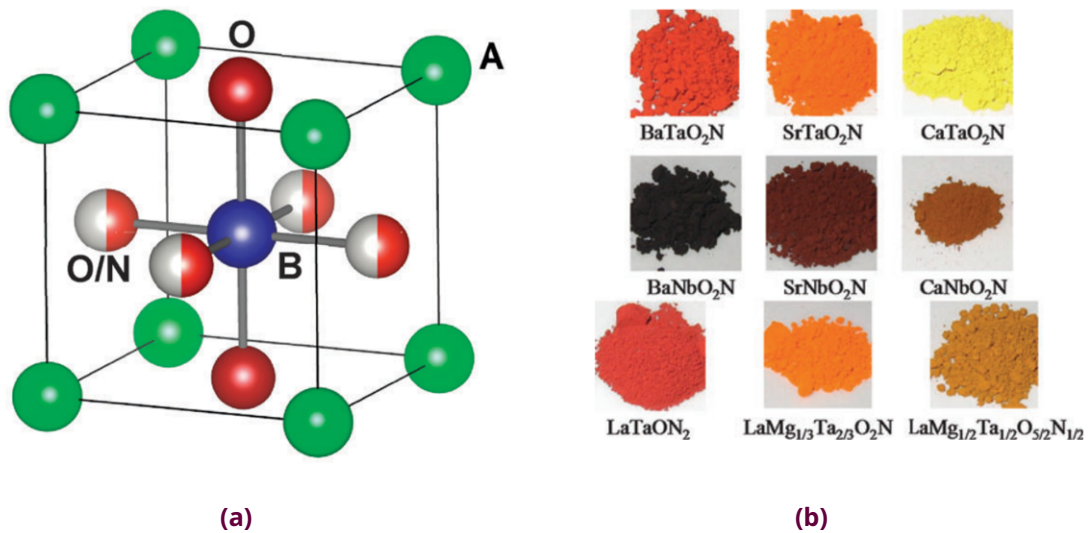 O
A
O/N
B
BaTaO₂N SrTaO₂N CaTaO₂N
BaNbO₂N SrNbO₂N CaNbO₂N
LaTaON₂ LaMg₁/₃Ta₂/₃O₂N LaMg₁/₂Ta₁/₂O₅/₂N₁/₂
(a) (b)